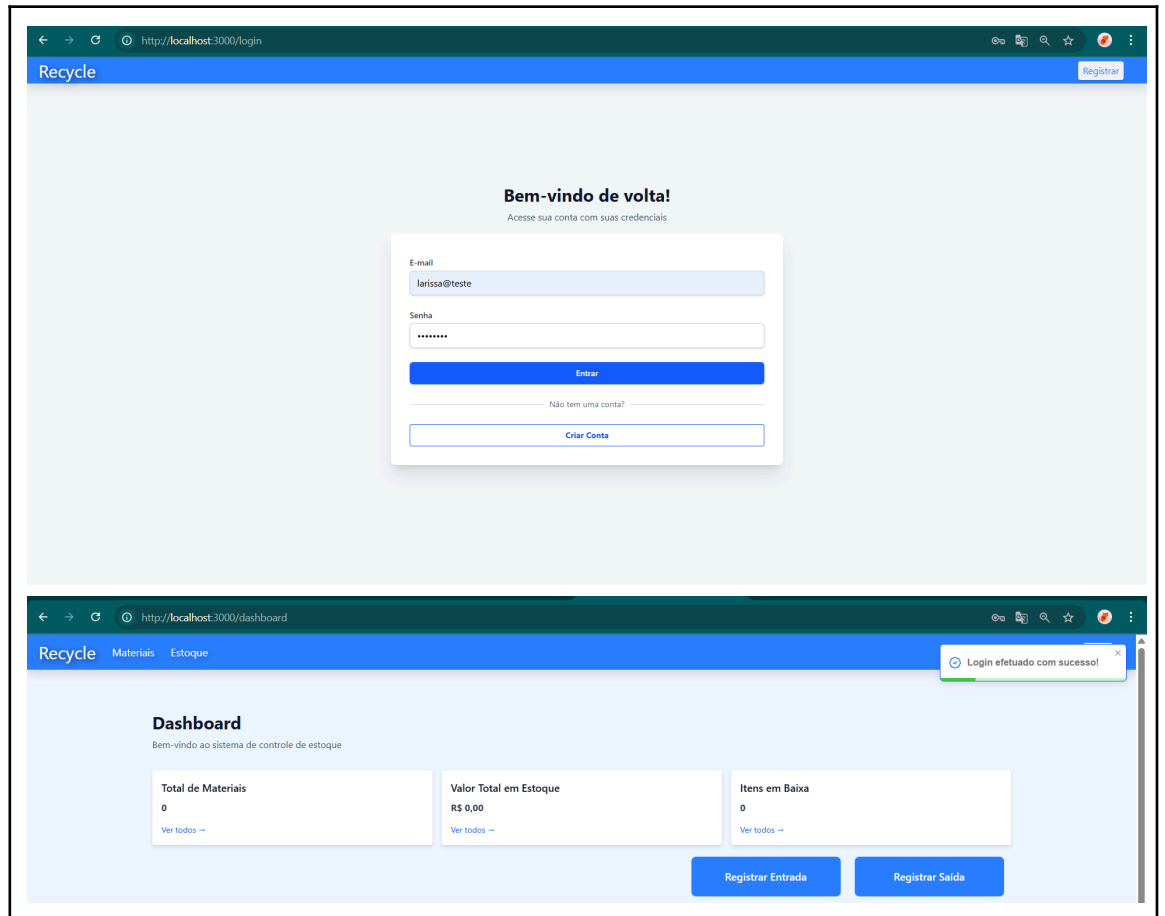 http://localhost:3000/login
Recycle
Registrar
Bem-vindo de volta!
Acesse sua conta com suas credenciais
E-mail
larissa@teste
Senha
••••••••
Entrar
Não tem uma conta?
Criar Conta
http://localhost:3000/dashboard
Recycle Materiais Estoque
Login efetuado com sucesso!
Dashboard
Bem-vindo ao sistema de controle de estoque
Total de Materiais
0
Ver todos →
Valor Total em Estoque
R$ 0,00
Ver todos →
Itens em Baixa
0
Ver todos →
Registrar Entrada
Registrar Saída